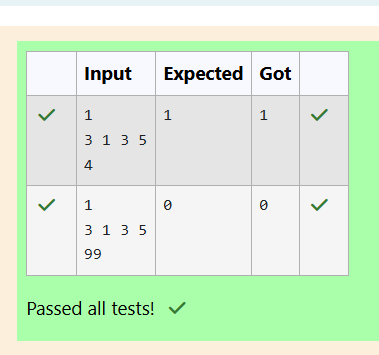 Input Expected Got
1 1 1
3 1 3 5
4
1 0 0
3 1 3 5
99
Passed all tests!